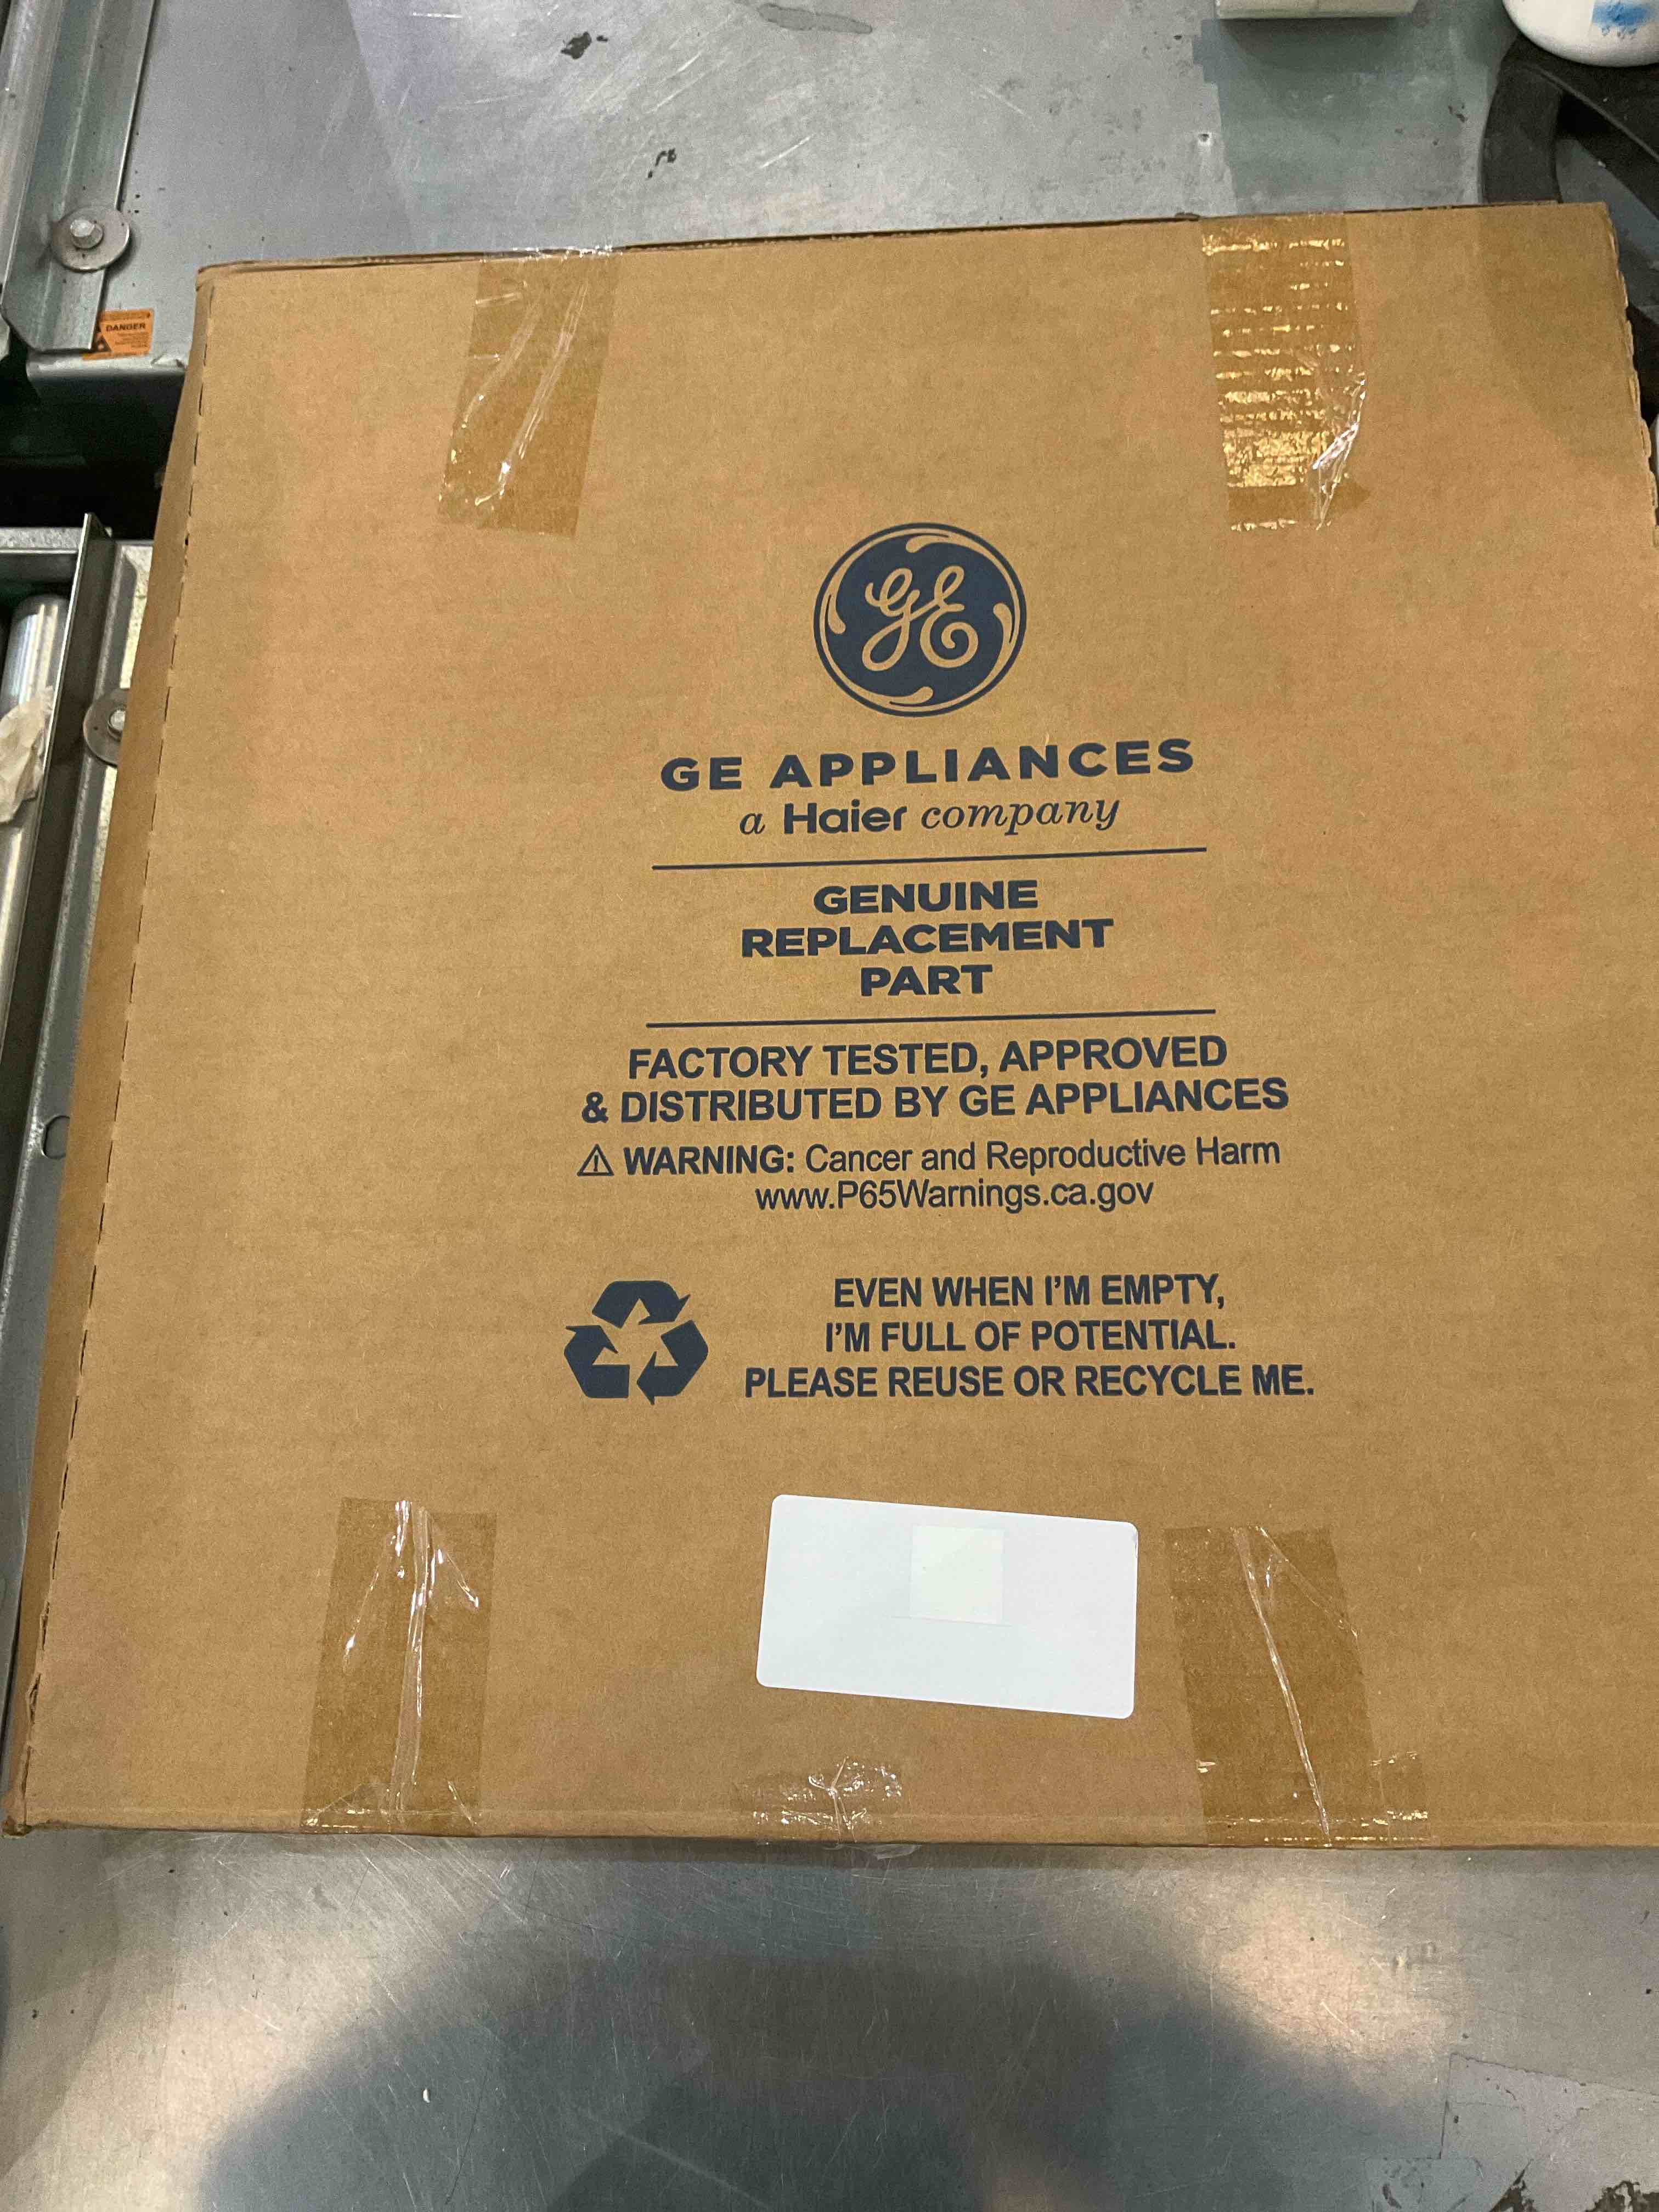 DANGER
GE
GE APPLIANCES
a Haier company
GENUINE
REPLACEMENT
PART
FACTORY TESTED, APPROVED
& DISTRIBUTED BY GE APPLIANCES
⚠ WARNING: Cancer and Reproductive Harm
www.P65Warnings.ca.gov
EVEN WHEN I'M EMPTY,
I'M FULL OF POTENTIAL.
PLEASE REUSE OR RECYCLE ME.